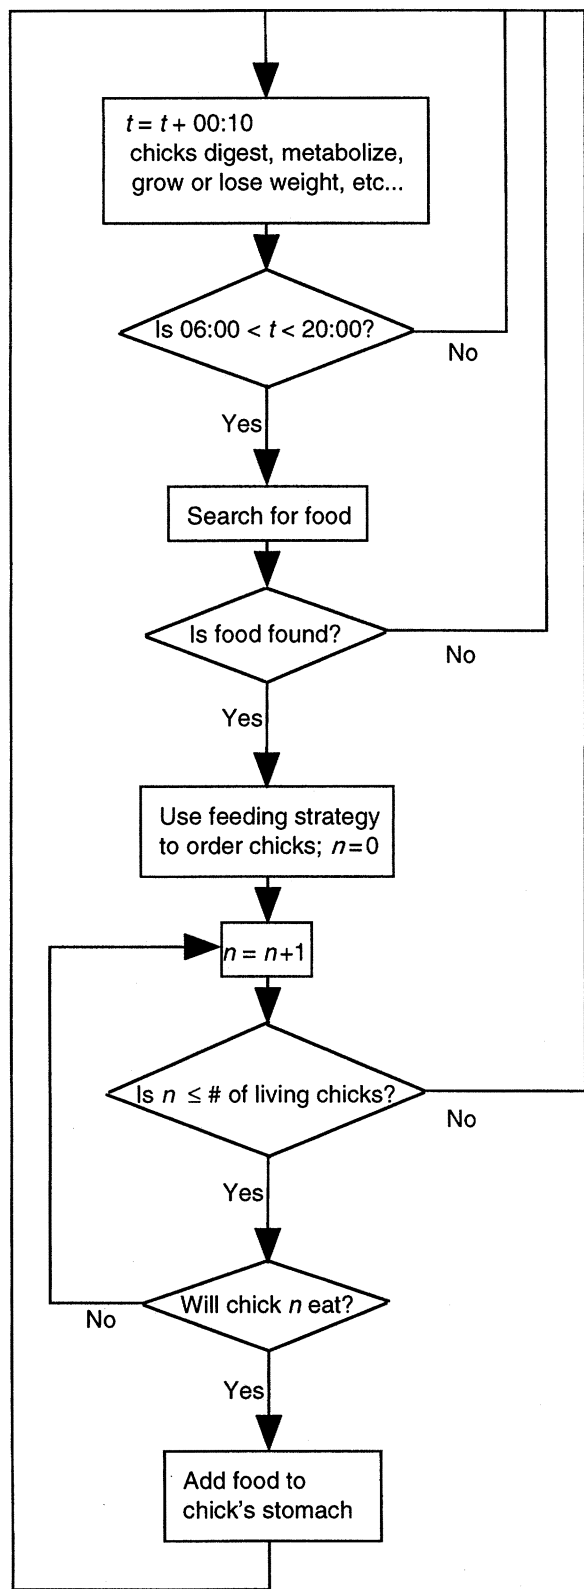 t = t + 00:10
chicks digest, metabolize,
grow or lose weight, etc...
Is 06:00 < t < 20:00?
No
Yes
Search for food
Is food found?
No
Yes
Use feeding strategy
to order chicks; n=0
n = n+1
Is n ≤ # of living chicks?
No
Yes
Will chick n eat?
No
Yes
Add food to
chick's stomach